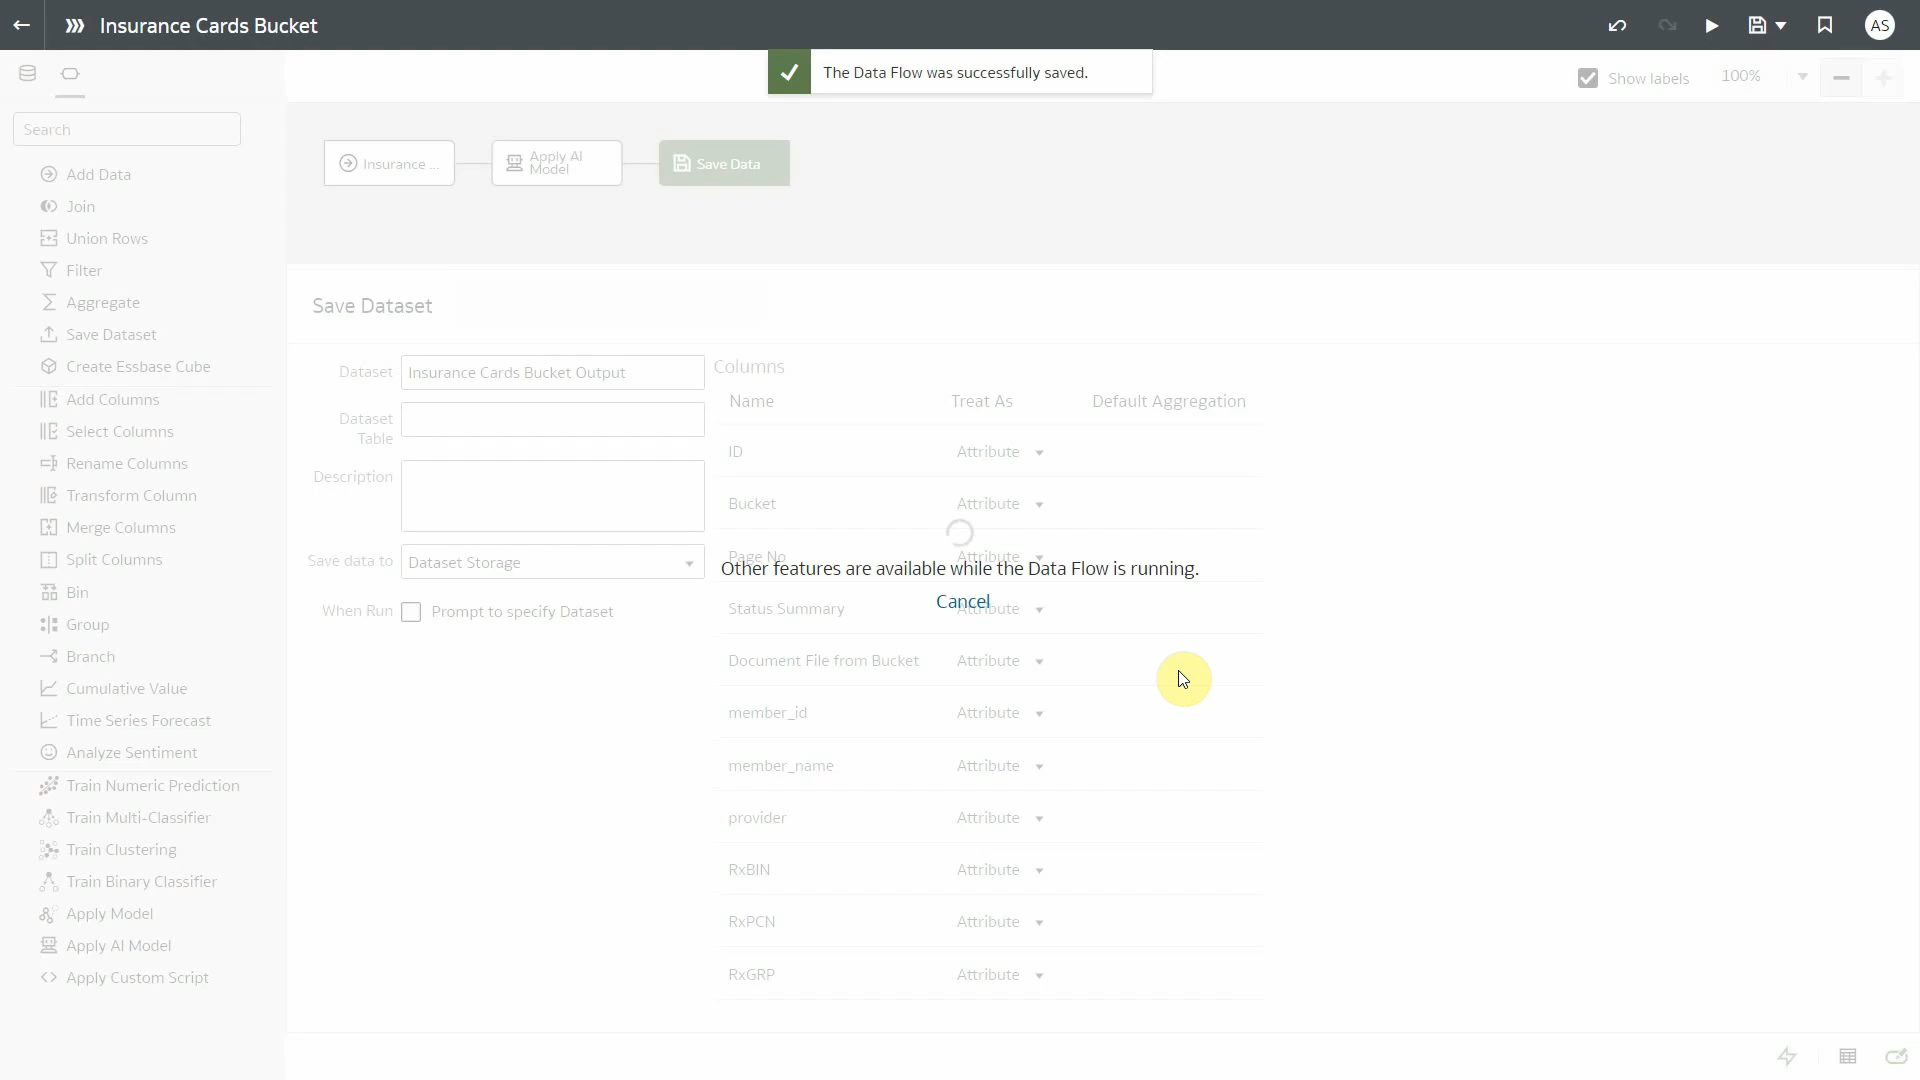 Insurance Cards Bucket
AS
The Data Flow was successfully saved.
Show labels
100%
Search
Insurance ...
Apply AI
Model
Save Data
Add Data
Join
Union Rows
Filter
Aggregate
Save Dataset
Create Essbase Cube
Add Columns
Select Columns
Rename Columns
Transform Column
Merge Columns
Split Columns
Bin
Group
Branch
Cumulative Value
Time Series Forecast
Analyze Sentiment
Train Numeric Prediction
Train Multi-Classifier
Train Clustering
Train Binary Classifier
Apply Model
Apply AI Model
Apply Custom Script
Save Dataset
Dataset Insurance Cards Bucket Output
Dataset
Table
Description
Save data to Dataset Storage
When Run Prompt to specify Dataset
Columns
Name Treat As Default Aggregation
ID Attribute
Bucket Attribute
Page No Attribute
Other features are available while the Data Flow is running.
Cancel
Status Summary Attribute
Document File from Bucket Attribute
member_id Attribute
member_name Attribute
provider Attribute
RxBIN Attribute
RxPCN Attribute
RxGRP Attribute